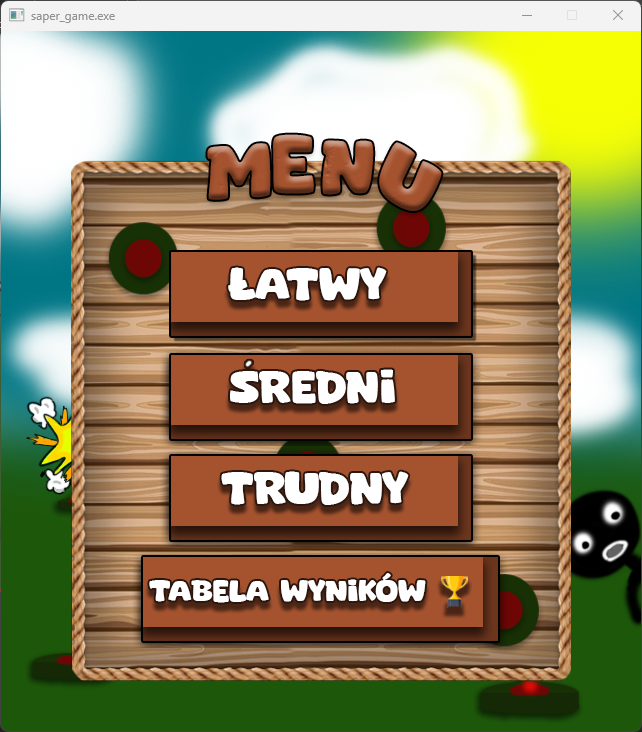 saper_game.exe
MENU
ŁATWY
ŚREDNI
TRUDNY
TABELA WYNIKÓW 🏆